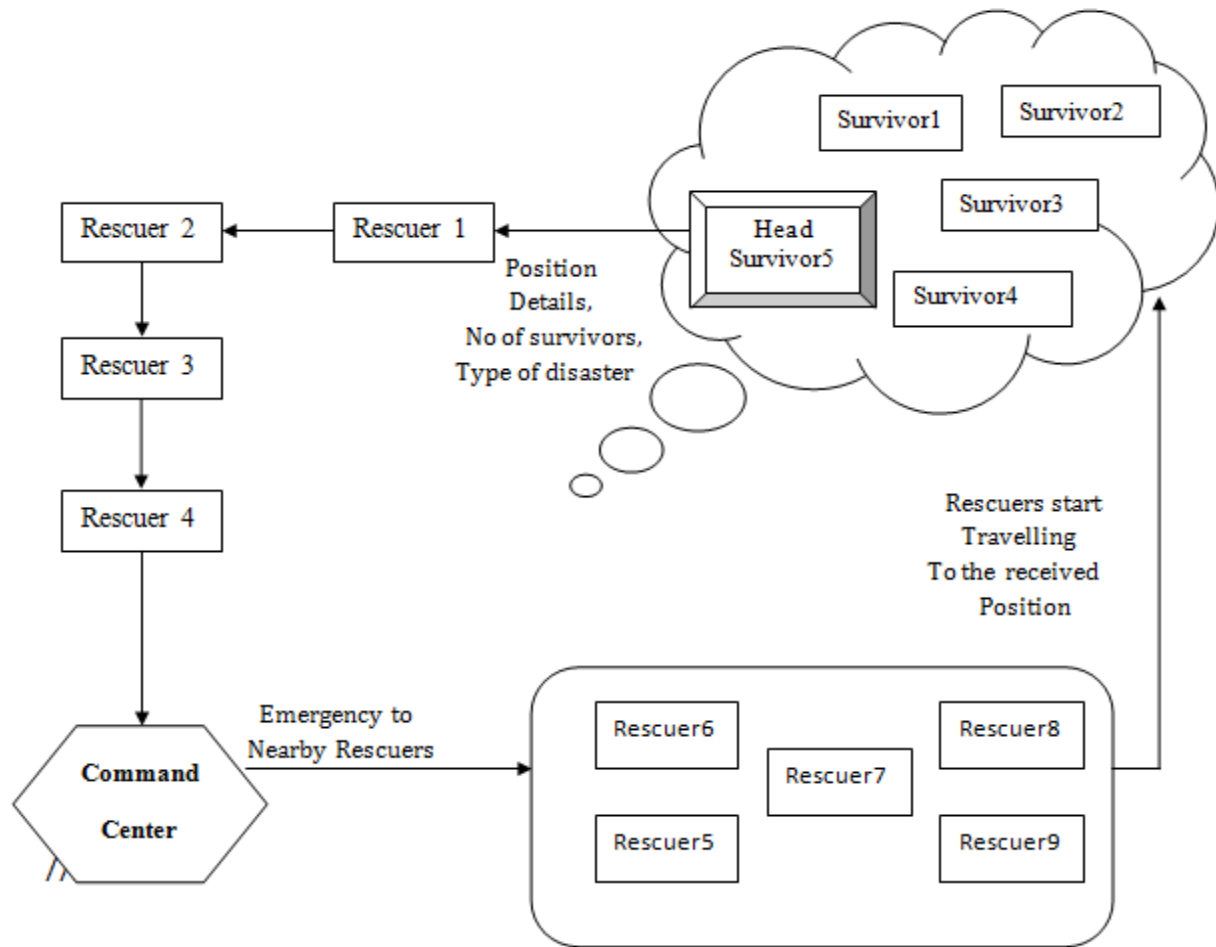 Survivor1
Survivor2
Survivor3
Head
Survivor5
Survivor4
Rescuer 1
Rescuer 2
Position
Details,
No of survivors,
Type of disaster
Rescuer 3
Rescuer 4
Command
Center
Emergency to
Nearby Rescuers
Rescuer6
Rescuer8
Rescuer7
Rescuer5
Rescuer9
Rescuers start
Travelling
To the received
Position